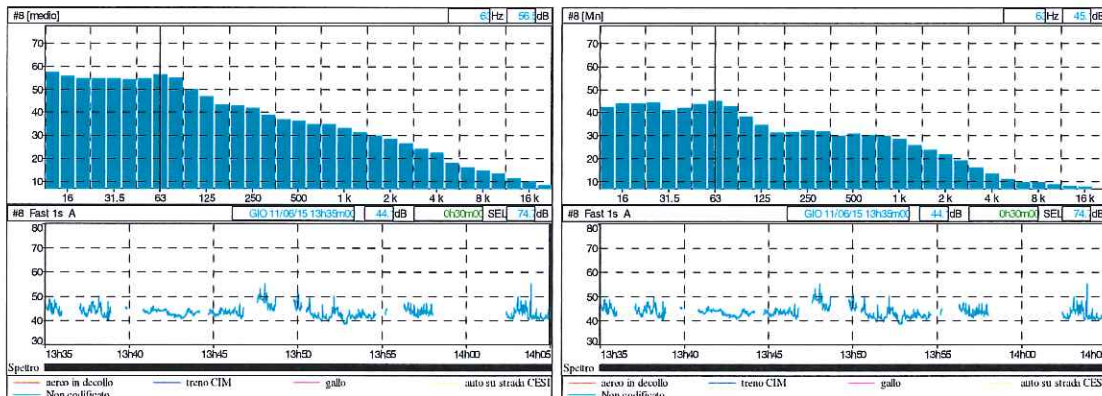 #8 [medio] 63 Hz 56. dB
70
60
50
40
30
20
10
16 31.5 63 125 250 500 1 k 2 k 4 k 8 k 16 k
#8 Fast 1s A GIO 11/06/15 13h35m00 44. dB 0h30m00 SEL 74. dB
80
70
60
50
40
30
13h35 13h40 13h45 13h50 13h55 14h00 14h05
Spettro
aereo in decollo treno CIM gallo auto su strada CESI
Non codificato
#8 [Min] 63 Hz 45. dB
70
60
50
40
30
20
10
16 31.5 63 125 250 500 1 k 2 k 4 k 8 k 16 k
#8 Fast 1s A GIO 11/06/15 13h35m00 44. dB 0h30m00 SEL 74. dB
80
70
60
50
40
30
13h35 13h40 13h45 13h50 13h55 14h00 14h05
Spettro
aereo in decollo treno CIM gallo auto su strada CESI
Non codificato